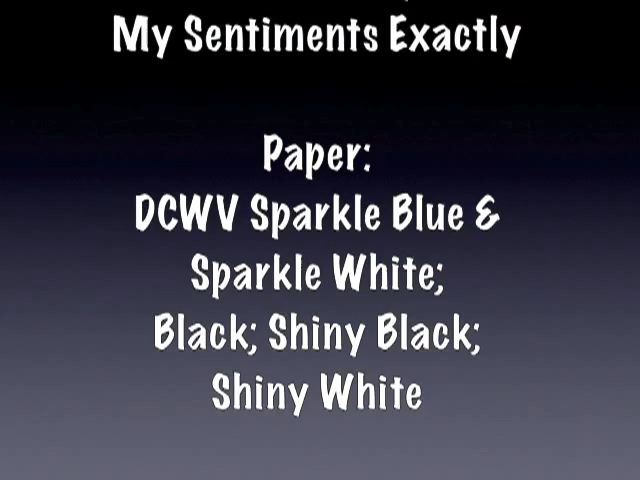 My Sentiments Exactly
Paper:
DCWV Sparkle Blue &
Sparkle White;
Black; Shiny Black;
Shiny White